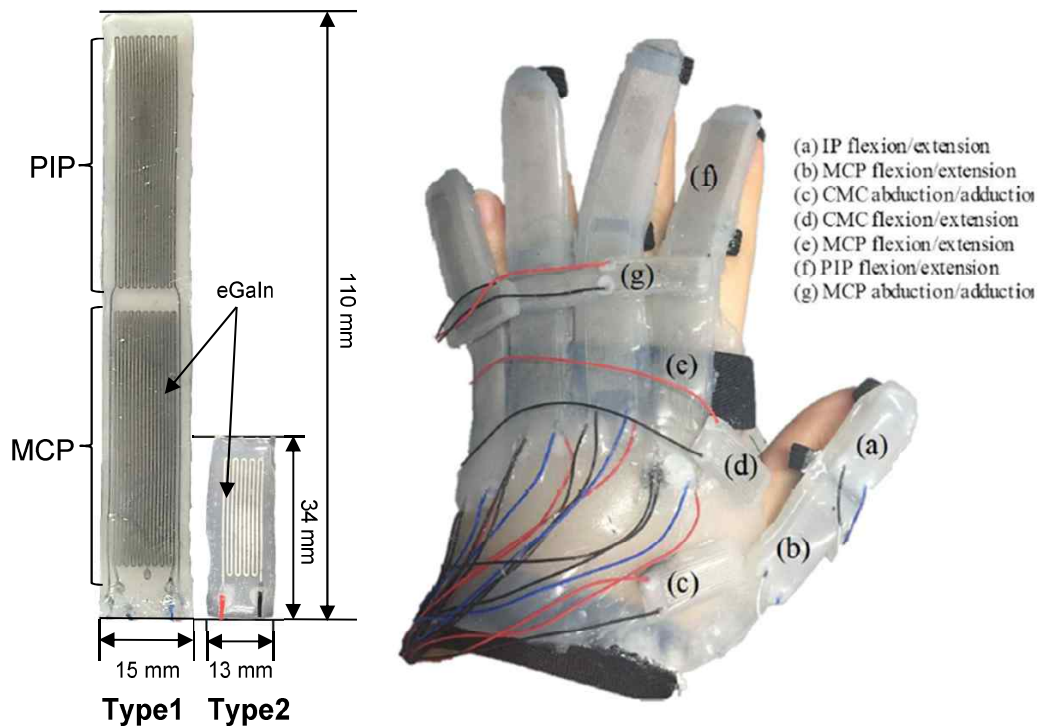 PIP
MCP
eGaIn
110 mm
34 mm
15 mm
13 mm
Type1
Type2
(f)
(g)
(e)
(d)
(a)
(b)
(c)
(a) IP flexion/extension
(b) MCP flexion/extension
(c) CMC abduction/adductio
(d) CMC flexion/extension
(e) MCP flexion/extension
(f) PIP flexion/extension
(g) MCP abduction/adductio